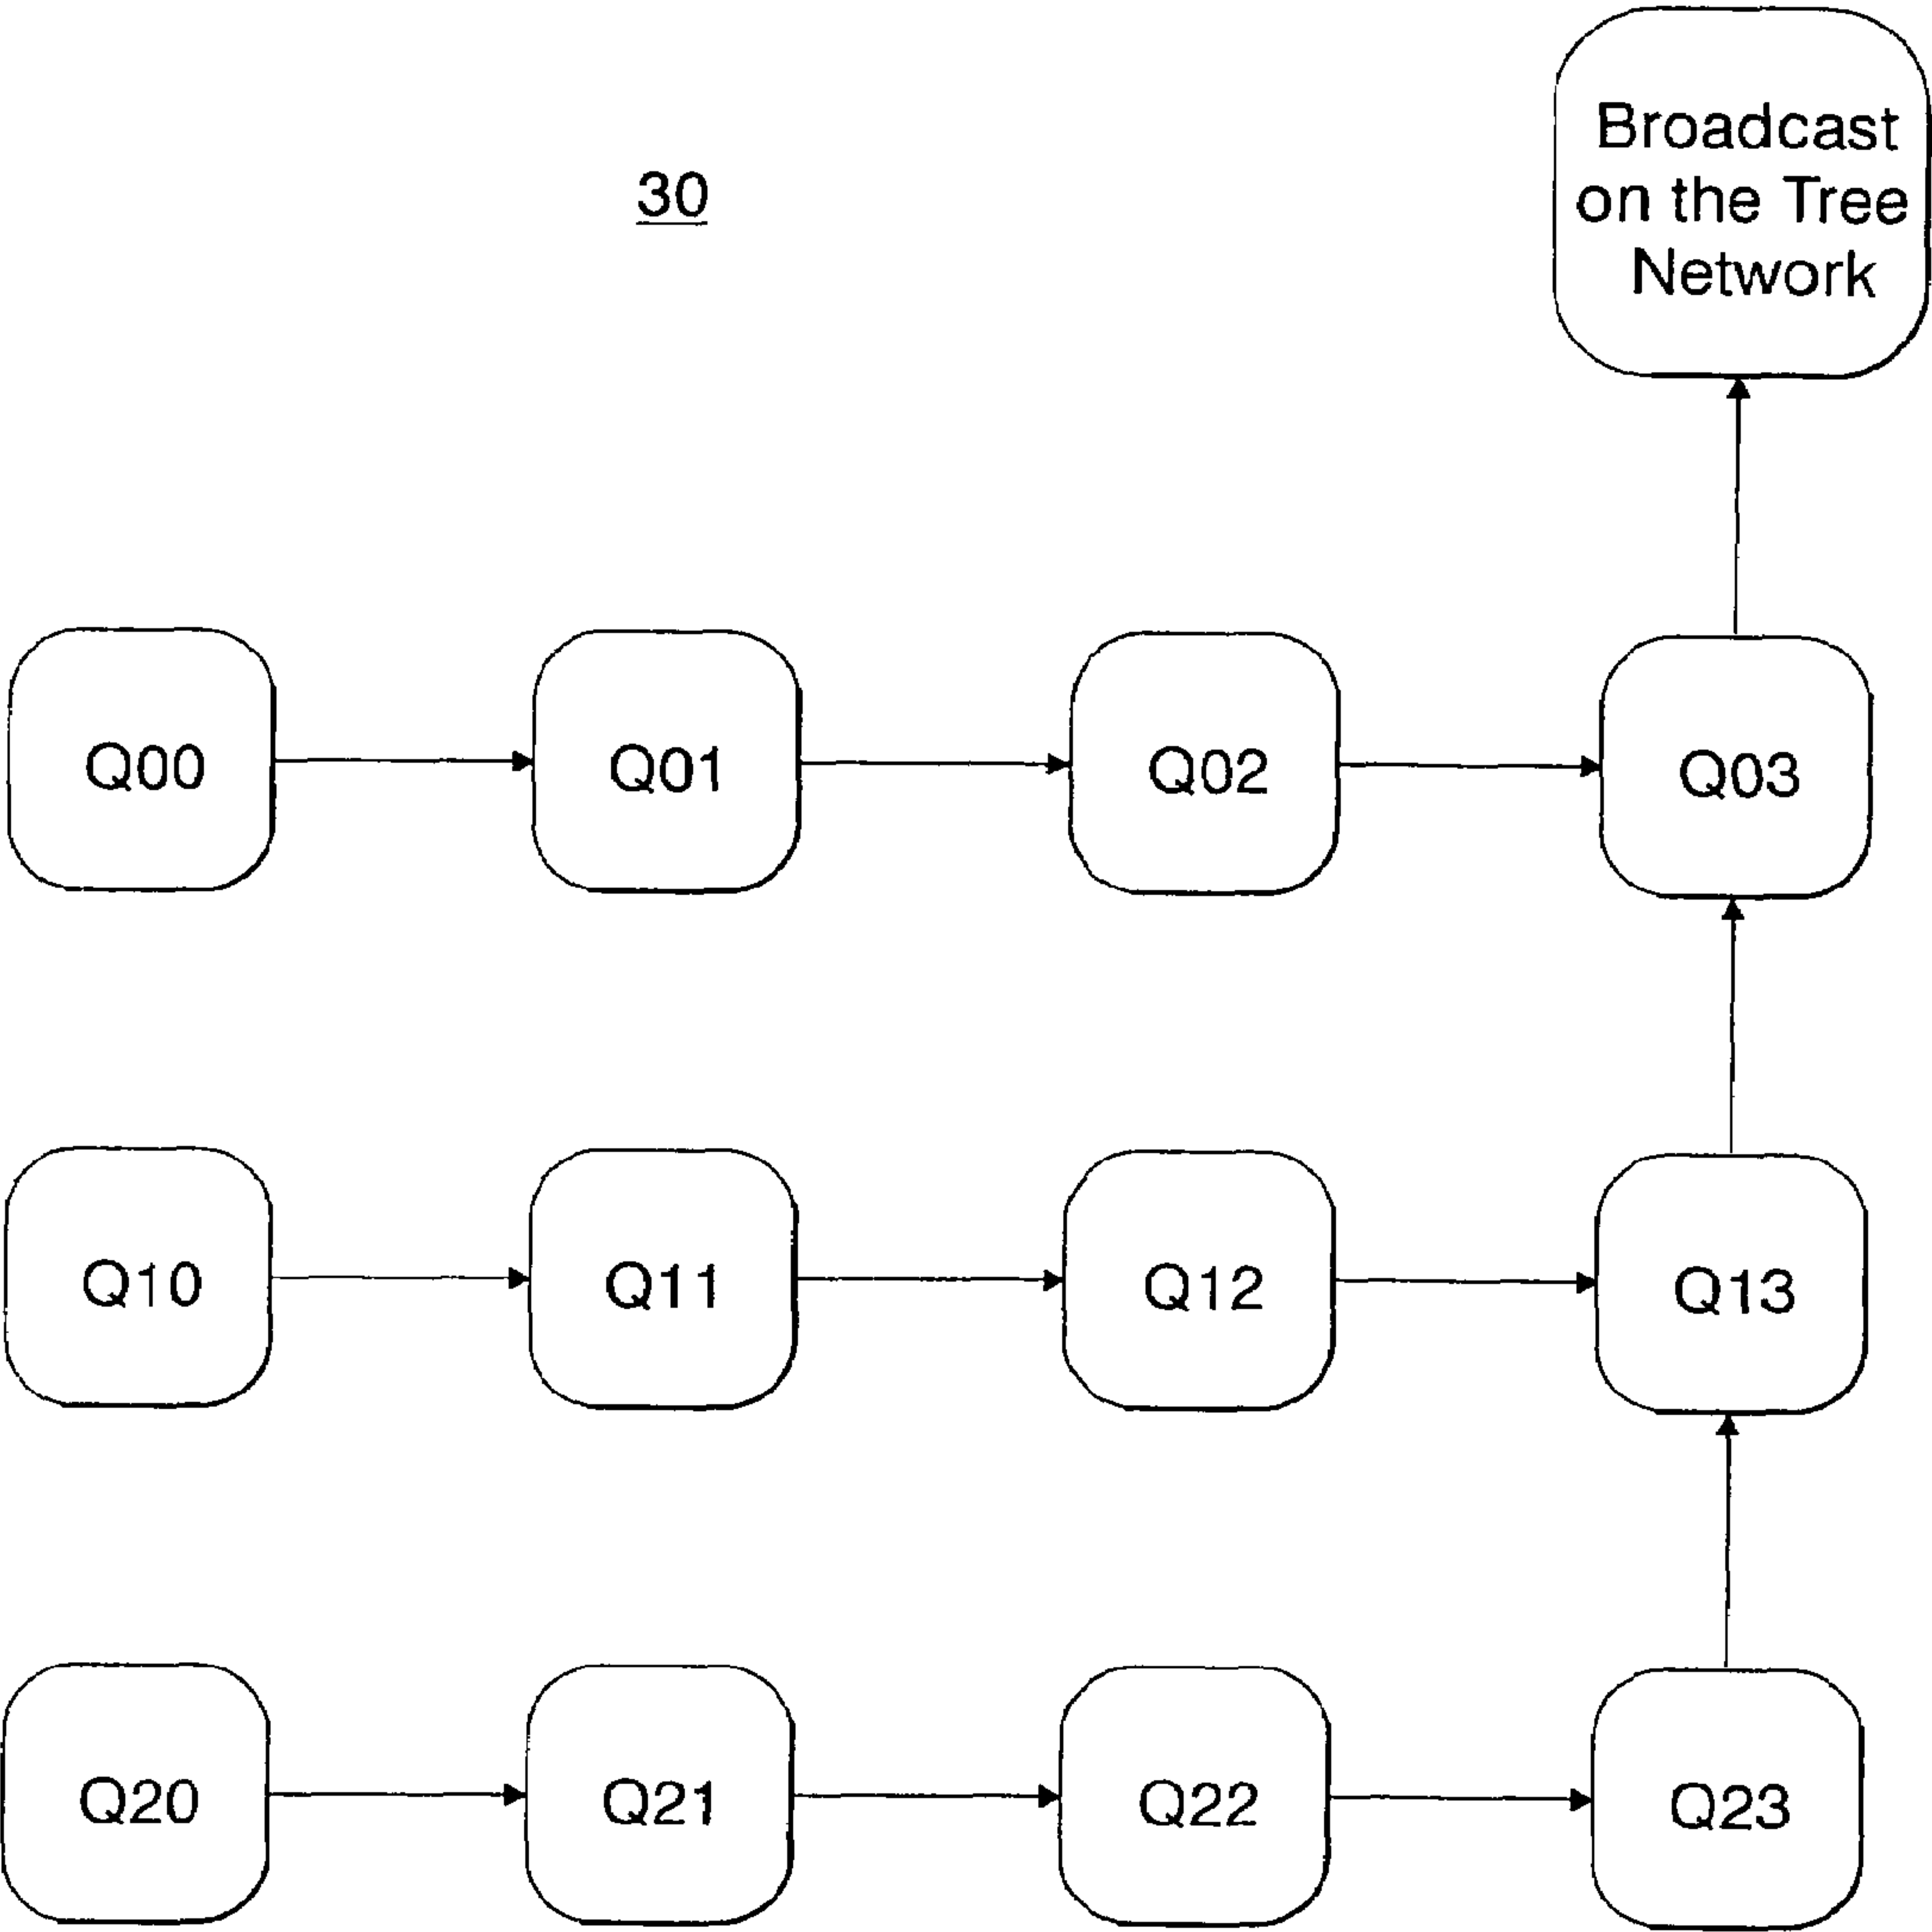 Broadcast
on the Tree
Network
30
Q00 Q01 Q02 Q03
Q10 Q11 Q12 Q13
Q20 Q21 Q22 Q23